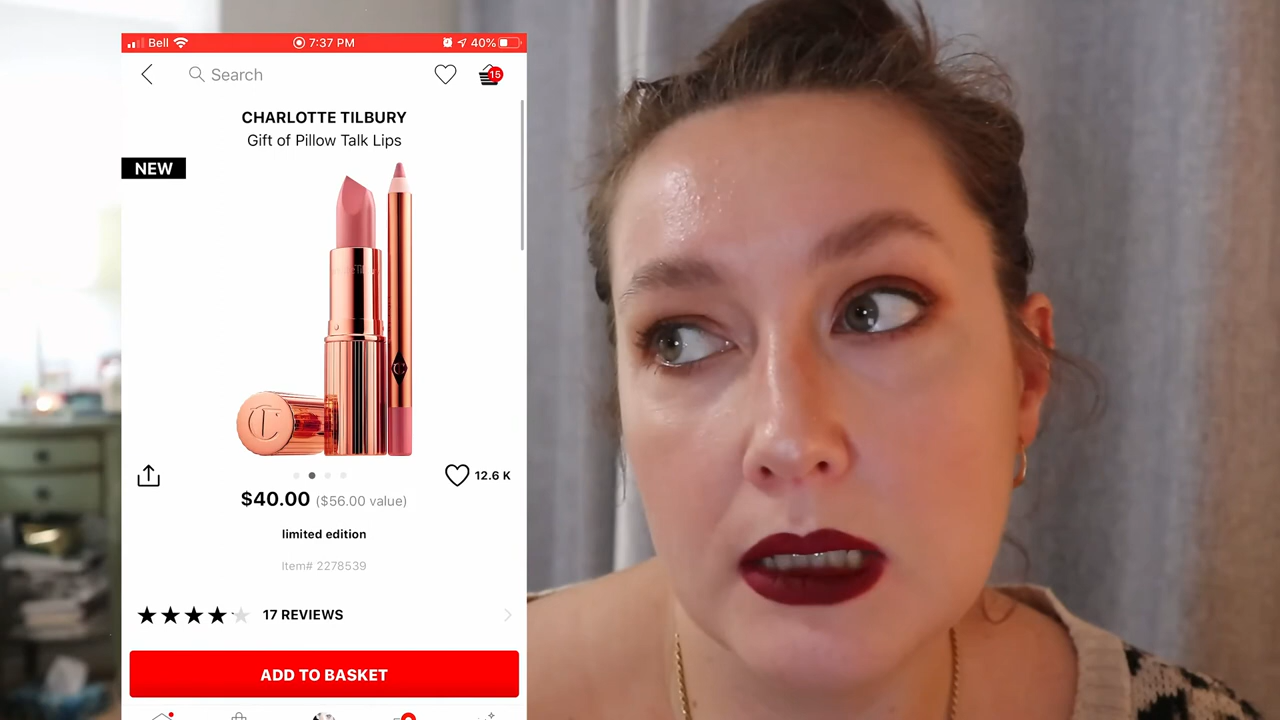 Bell 7:37 PM 40%
Search
15
CHARLOTTE TILBURY
Gift of Pillow Talk Lips
NEW
12.6 K
$40.00 ($56.00 value)
limited edition
Item# 2278539
17 REVIEWS
ADD TO BASKET